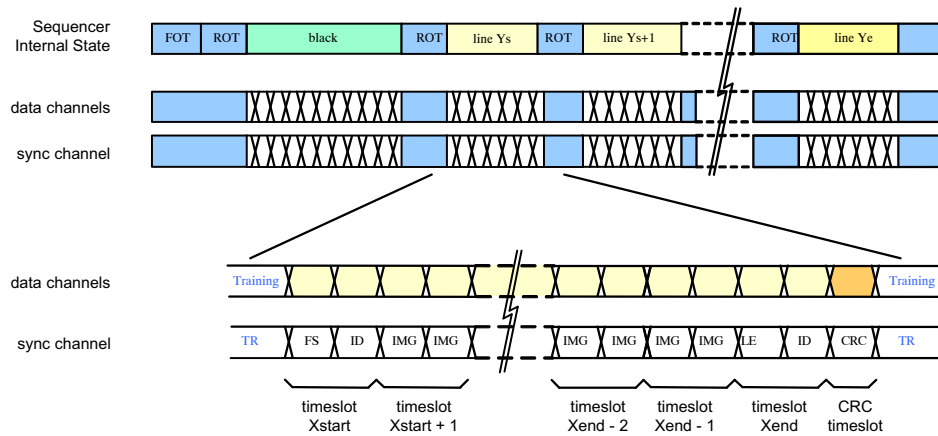 Sequencer
Internal State
FOT ROT black ROT line Ys ROT line Ys+1 ROT line Ye
data channels
sync channel
data channels
Training Training
sync channel
TR FS ID IMG IMG IMG IMG IMG IMG LE ID CRC TR
timeslot timeslot timeslot timeslot timeslot CRC
Xstart Xstart + 1 Xend - 2 Xend - 1 Xend timeslot